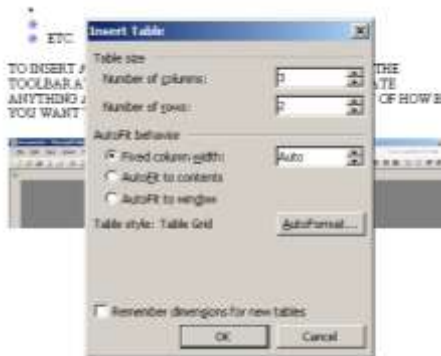 ETC
Insert Table
TO INSERT A THE
Table size
TOOLBAR A ATE
Number of columns: 5
ANYTHING A OF HOW B
YOU WANT
Number of rows: 2
AutoFit behavior
Fixed column width: Auto
AutoFit to contents
AutoFit to window
Table style: Table Grid AutoFormat...
Remember dimensions for new tables
OK Cancel